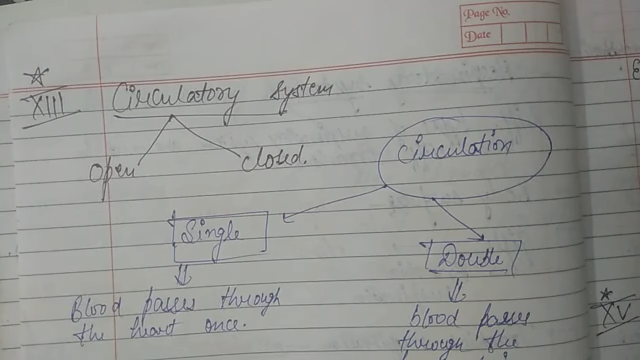 Page No.
Date
XIII Circulatory System
open closed.
Circulation
Single
Double
Blood passes through
the heart once.
blood passes
through the
XV